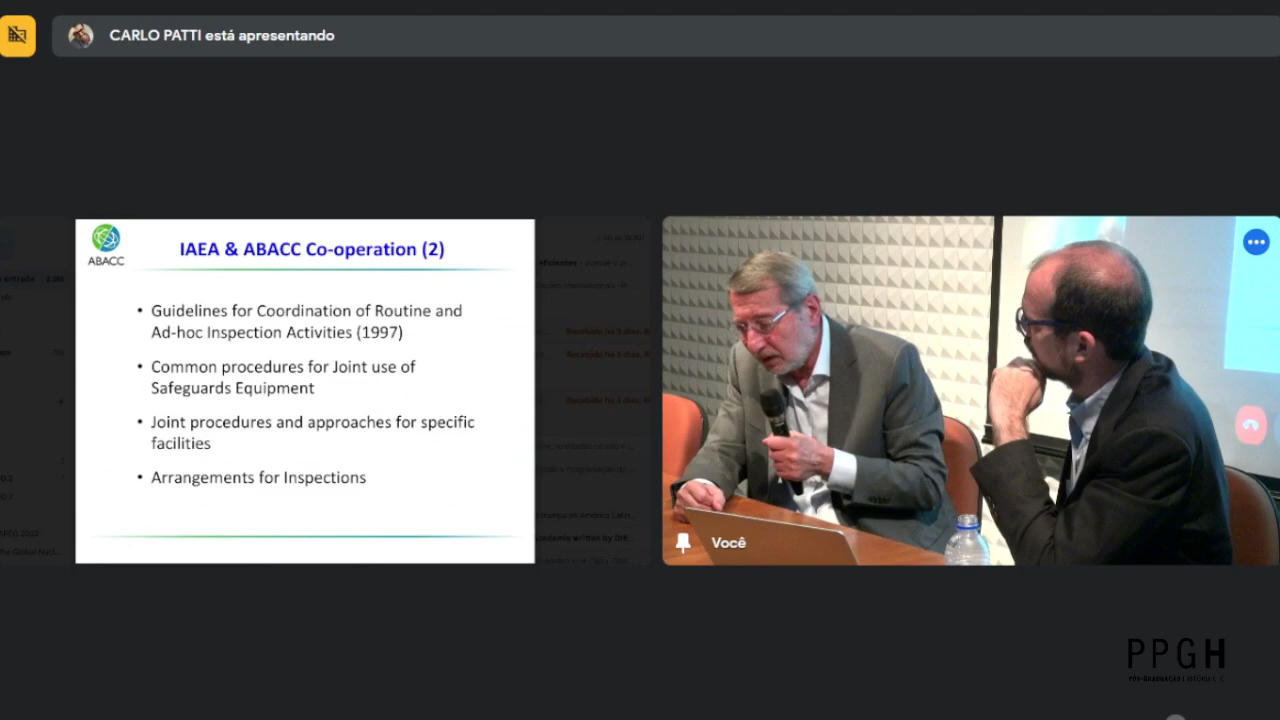 CARLO PATTI está apresentando
ABACC
IAEA & ABACC Co-operation (2)
• Guidelines for Coordination of Routine and
Ad-hoc Inspection Activities (1997)
• Common procedures for Joint use of
Safeguards Equipment
• Joint procedures and approaches for specific
facilities
• Arrangements for Inspections
Você
PPGH